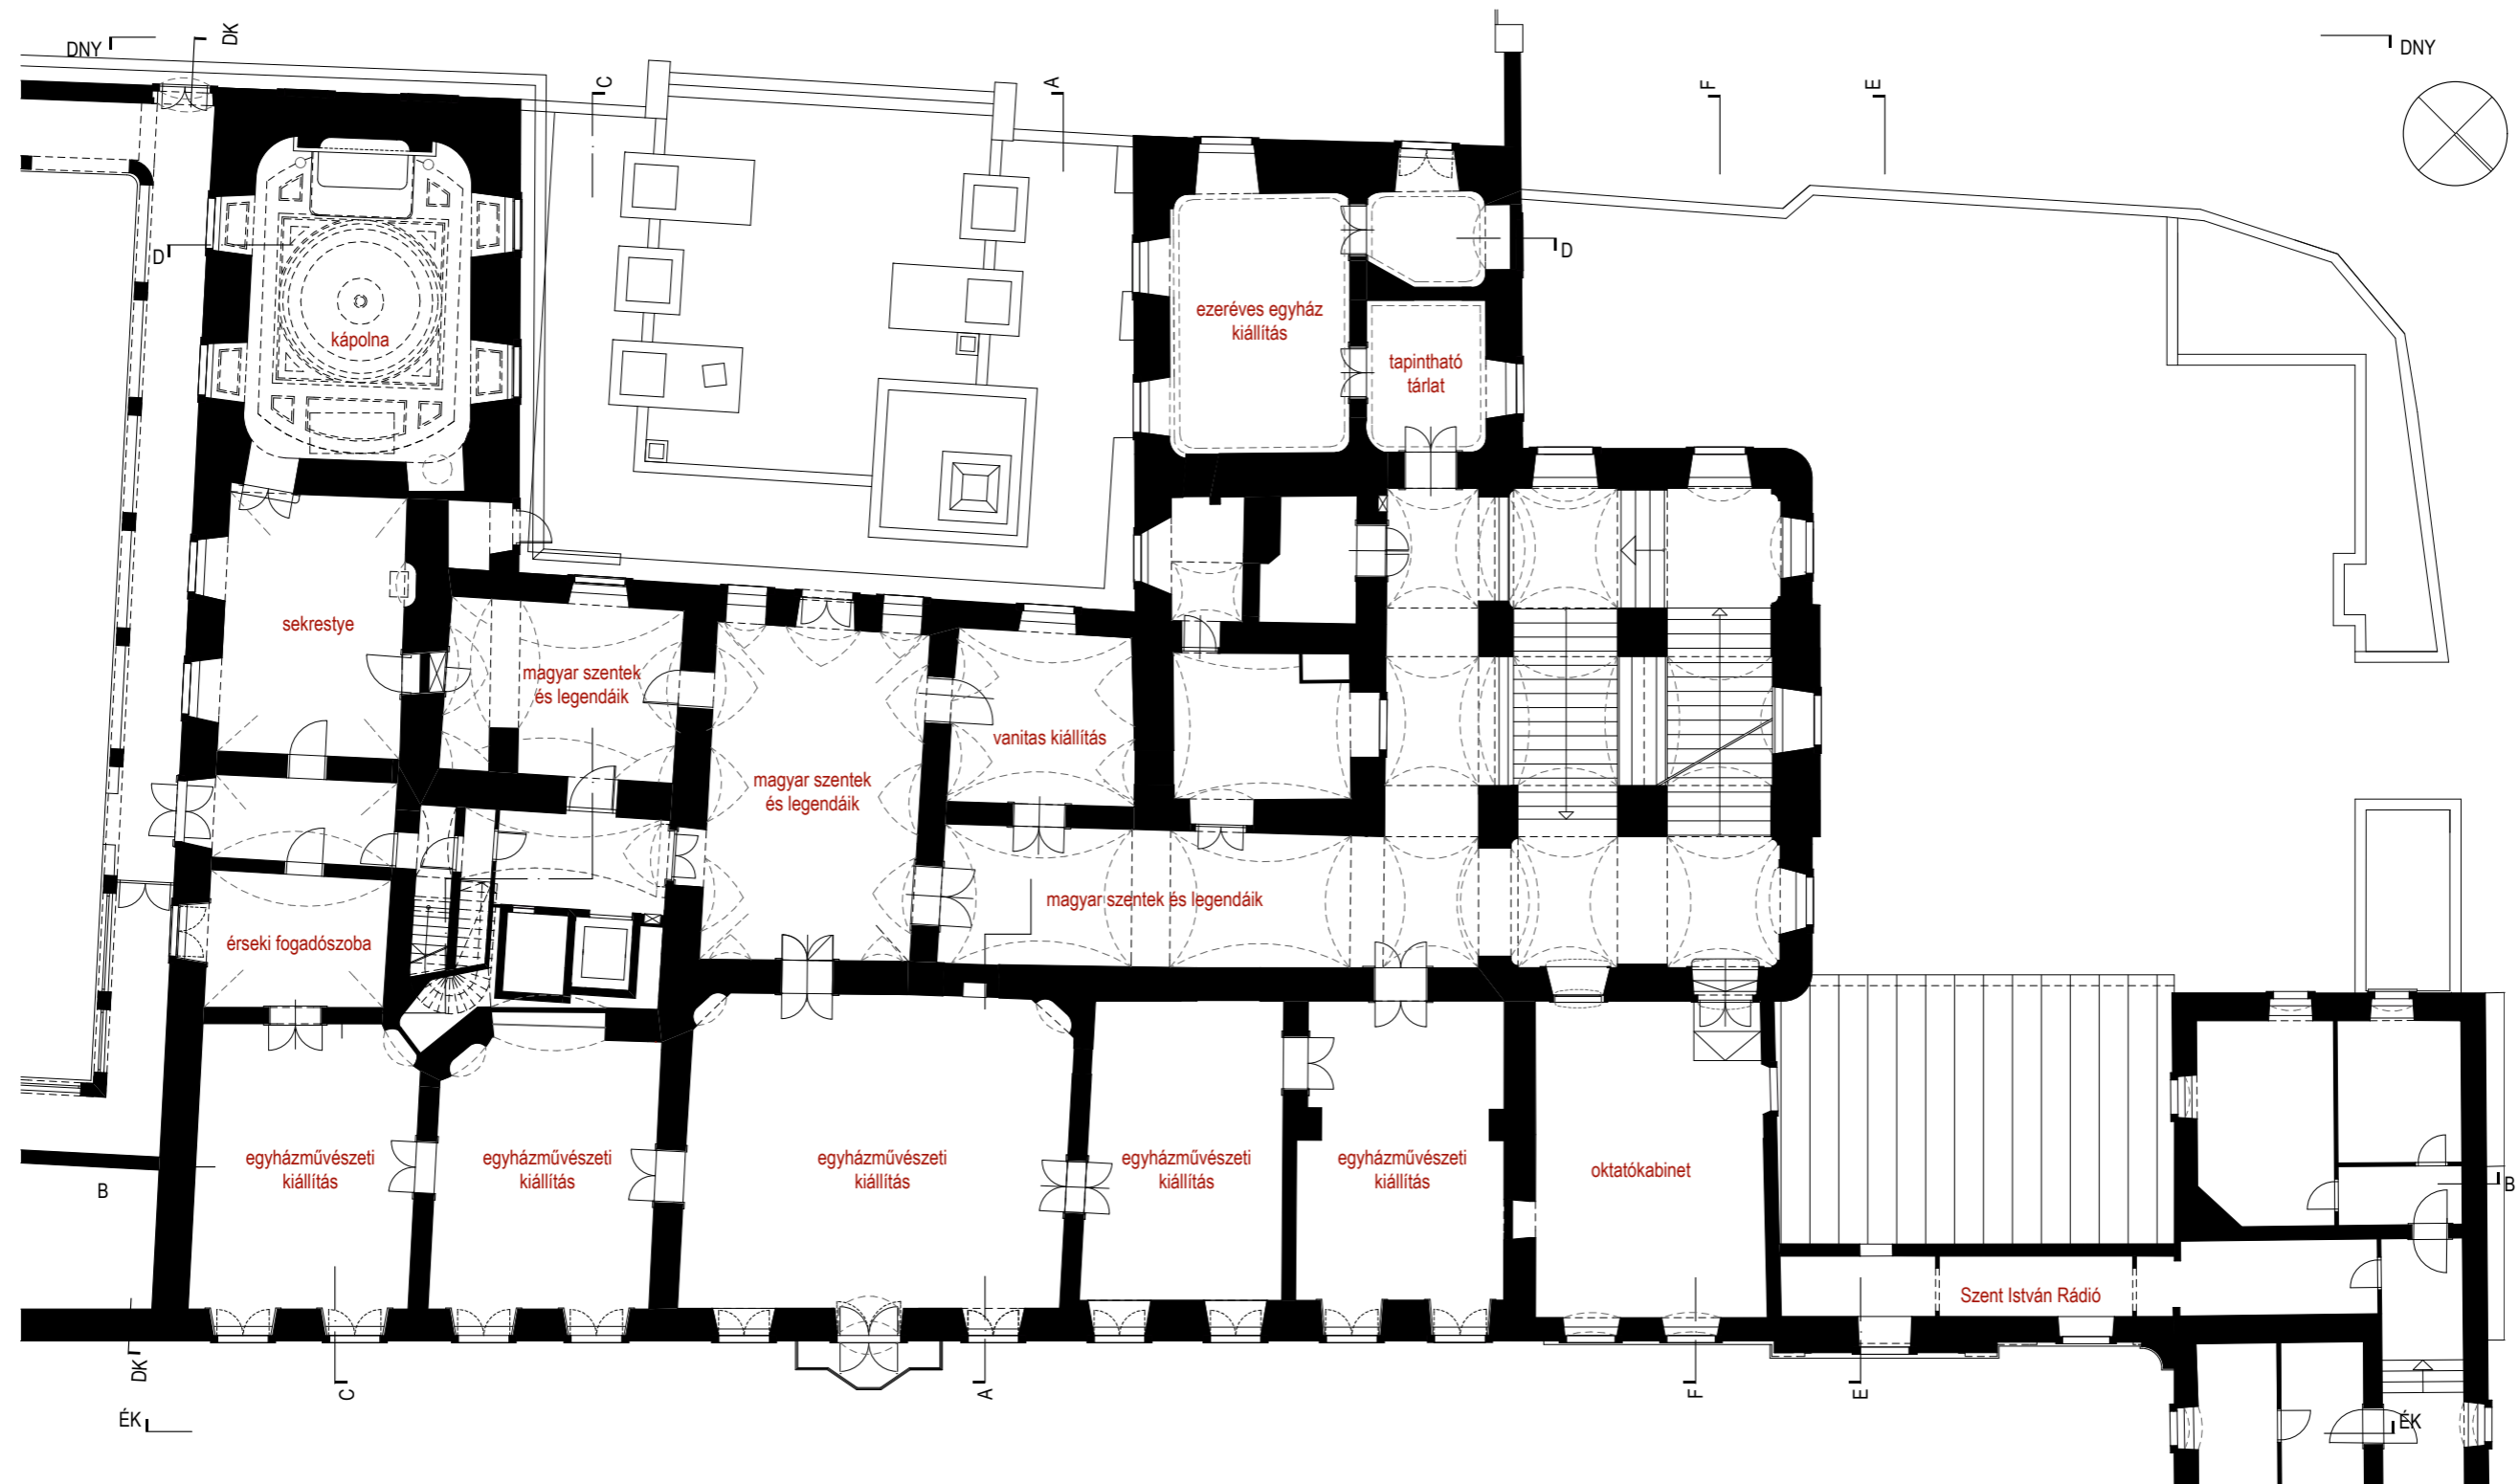 DNY
DK
C
A
F
E
DNY
D
D
kápolna
ezeréves egyház
kiállítás
tapintható
tárlat
sekrestye
magyar szentek
és legendáik
vanitas kiállítás
magyar szentek
és legendáik
magyar szentek és legendáik
érseki fogadószoba
egyházművészeti
kiállítás
egyházművészeti
kiállítás
egyházművészeti
kiállítás
egyházművészeti
kiállítás
egyházművészeti
kiállítás
oktatókabinet
B
B
Szent István Rádió
DK
C
A
F
E
ÉK
ÉK